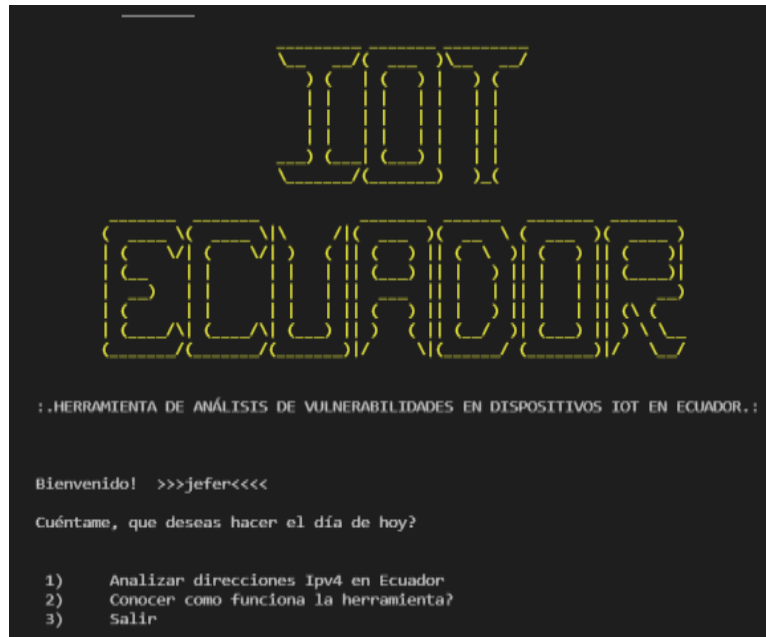 IOT
ECUADOR
:.HERRAMIENTA DE ANÁLISIS DE VULNERABILIDADES EN DISPOSITIVOS IOT EN ECUADOR.:
Bienvenido! >>>jefer<<<<
Cuéntame, que deseas hacer el día de hoy?
1) Analizar direcciones Ipv4 en Ecuador
2) Conocer como funciona la herramienta?
3) Salir